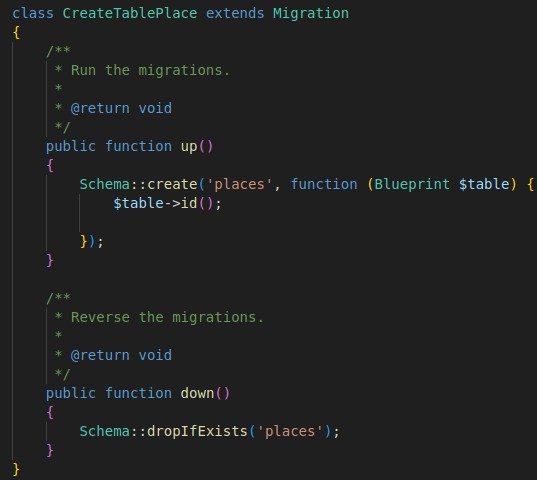 class CreateTablePlace extends Migration
{
    /**
     * Run the migrations.
     *
     * @return void
     */
    public function up()
    {
        Schema::create('places', function (Blueprint $table) {
            $table->id();

        });
    }

    /**
     * Reverse the migrations.
     *
     * @return void
     */
    public function down()
    {
        Schema::dropIfExists('places');
    }
}